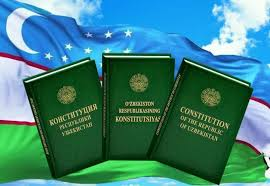 КОНСТИТУЦИЯ
РЕСПУБЛИКИ
УЗБЕКИСТАН
O'ZBEKISTON
RESPUBLIKASINING
KONSTITUTSIYASI
CONSTITUTION
OF THE REPUBLIC
OF UZBEKISTAN